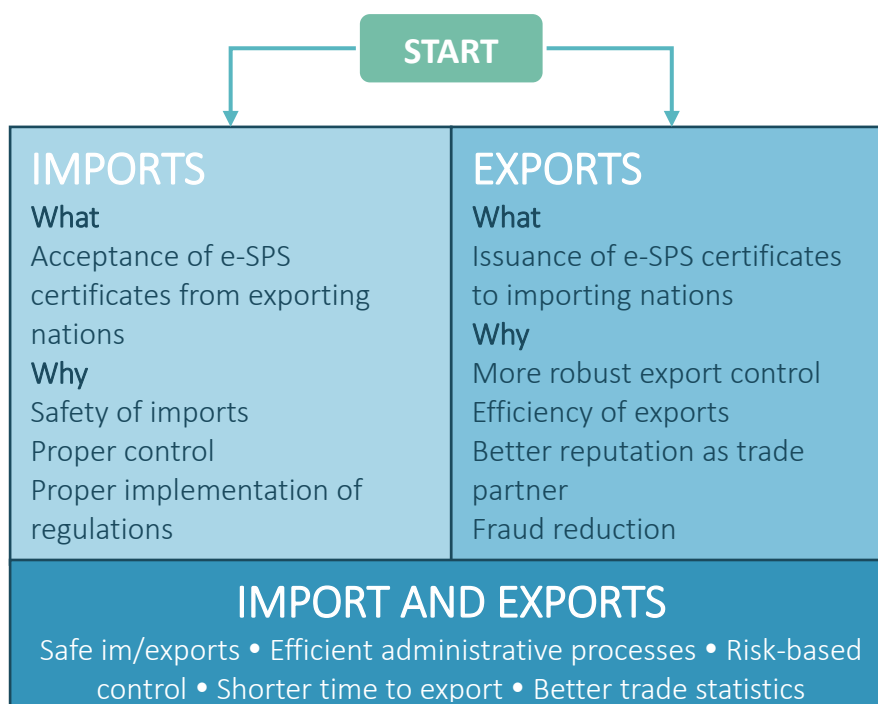 START
IMPORTS
What
Acceptance of e-SPS
certificates from exporting
nations
Why
Safety of imports
Proper control
Proper implementation of
regulations
EXPORTS
What
Issuance of e-SPS certificates
to importing nations
Why
More robust export control
Efficiency of exports
Better reputation as trade
partner
Fraud reduction
IMPORT AND EXPORTS
Safe im/exports • Efficient administrative processes • Risk-based
control • Shorter time to export • Better trade statistics